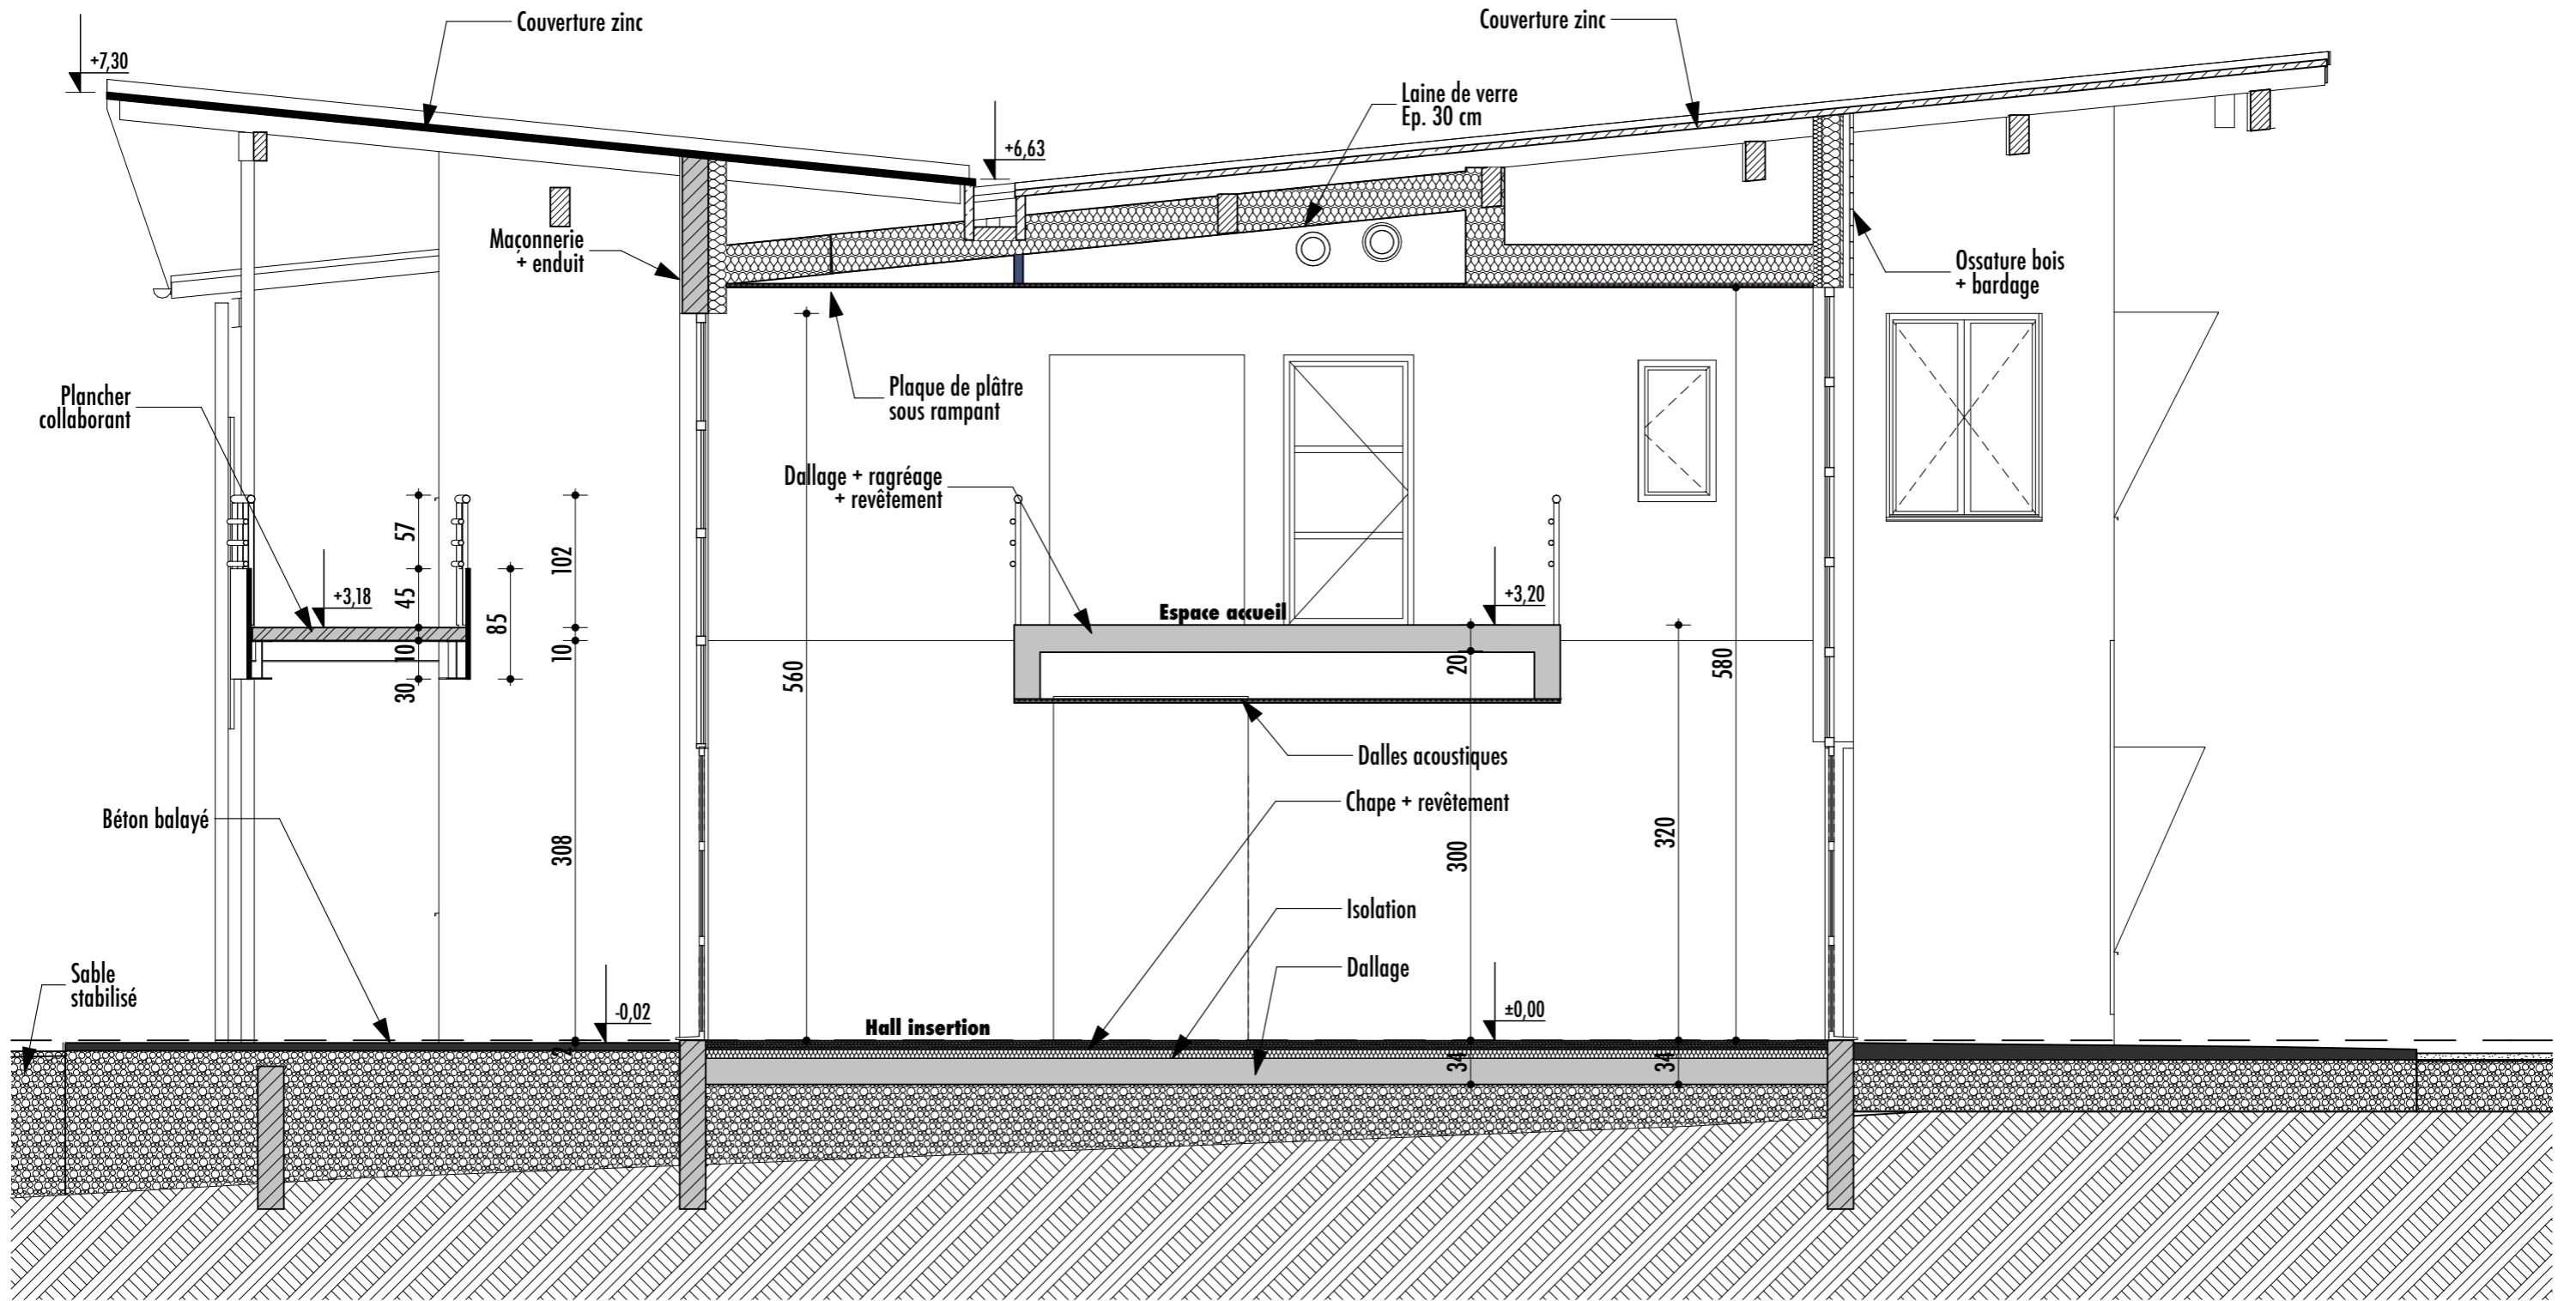 Couverture zinc
Couverture zinc
+7,30
Laine de verre
Ep. 30 cm
+6,63
Maçonnerie
+ enduit
Ossature bois
+ bardage
Plaque de plâtre
sous rampant
Plancher
collaborant
Dallage + ragréage
+ revêtement
57
102
45
+3,18
85
10
10
30
560
Espace accueil
+3,20
20
580
Dalles acoustiques
Chape + revêtement
Béton balayé
308
300
320
Isolation
Dallage
Sable
stabilisé
-0,02
Hall insertion
±0,00
2
34
34